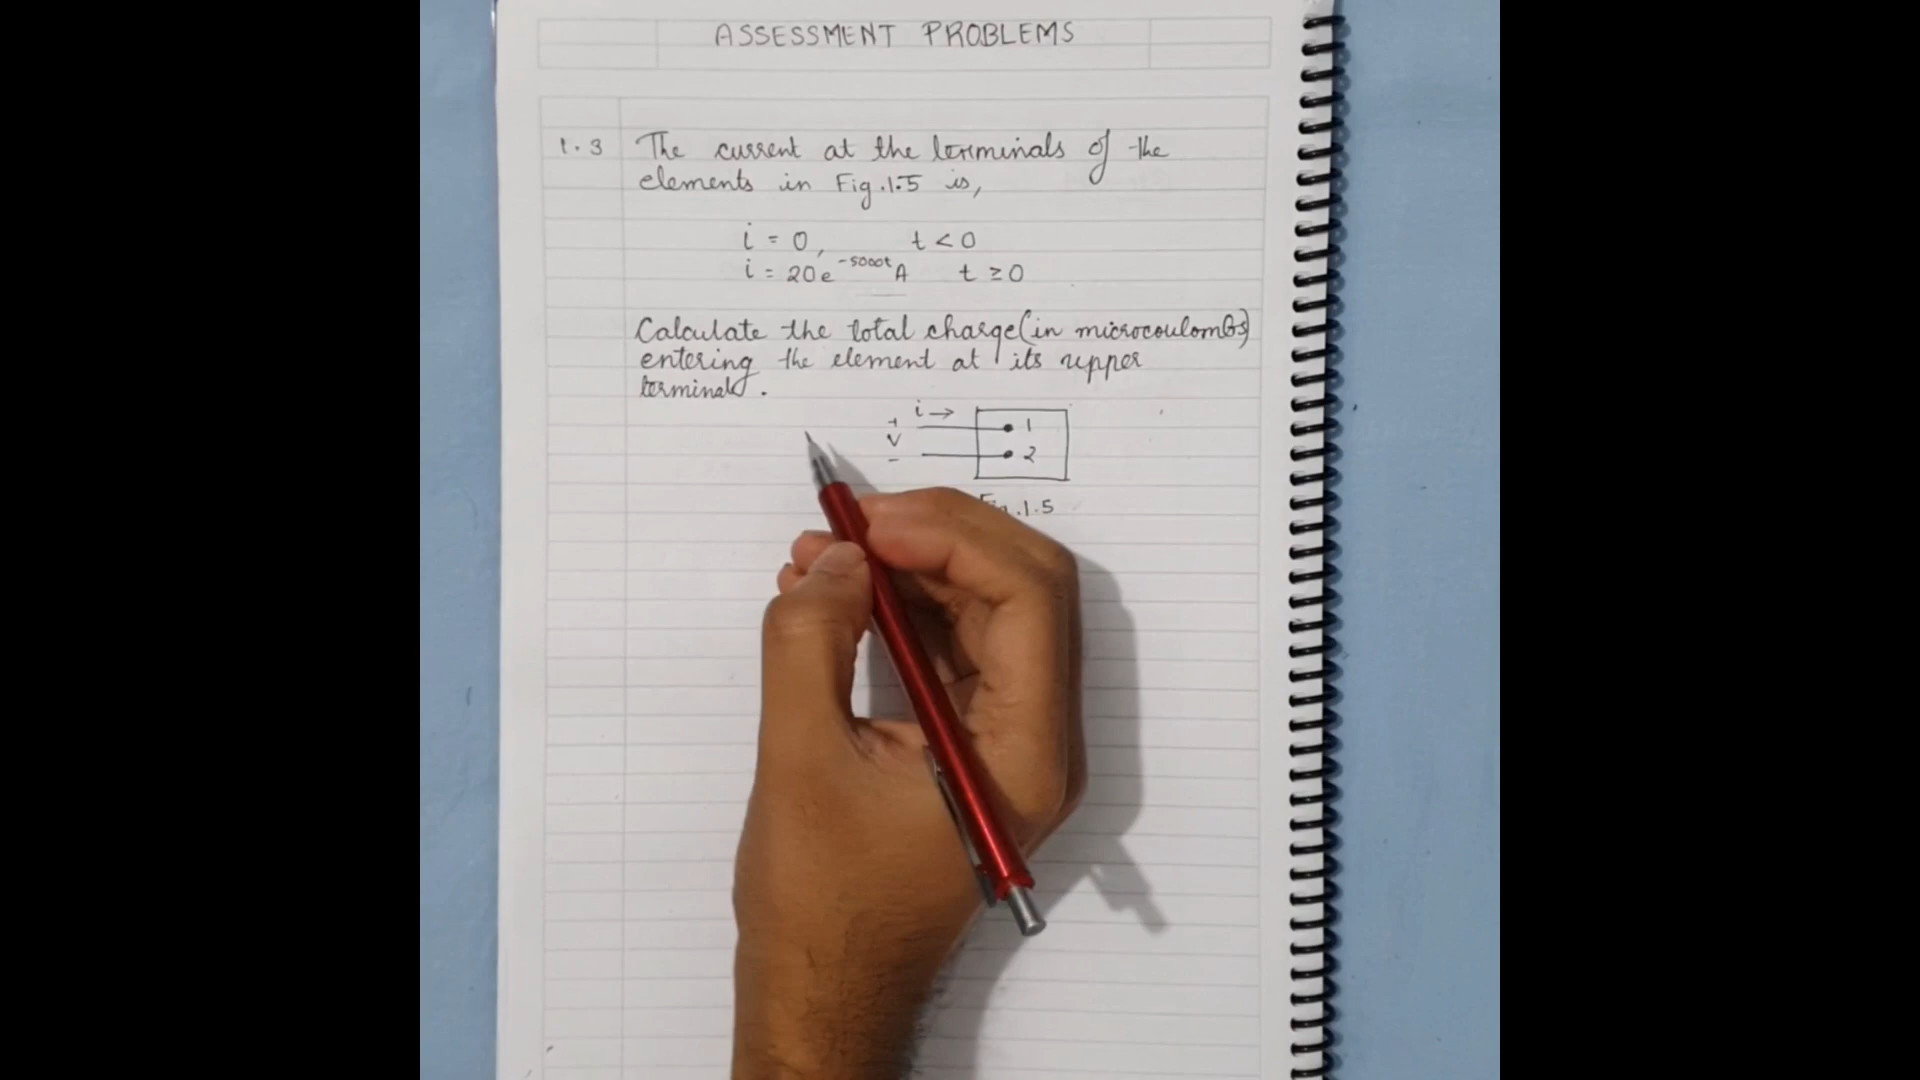 ASSESSMENT PROBLEMS
1.3 The current at the terminals of the
elements in Fig.1.5 is,
i = 0, t < 0
i = 20e^-5000t A t ≥ 0
Calculate the total charge (in microcoulombs)
entering the element at its upper
terminal.
i → 1
+
V
2
-
Fig.1.5